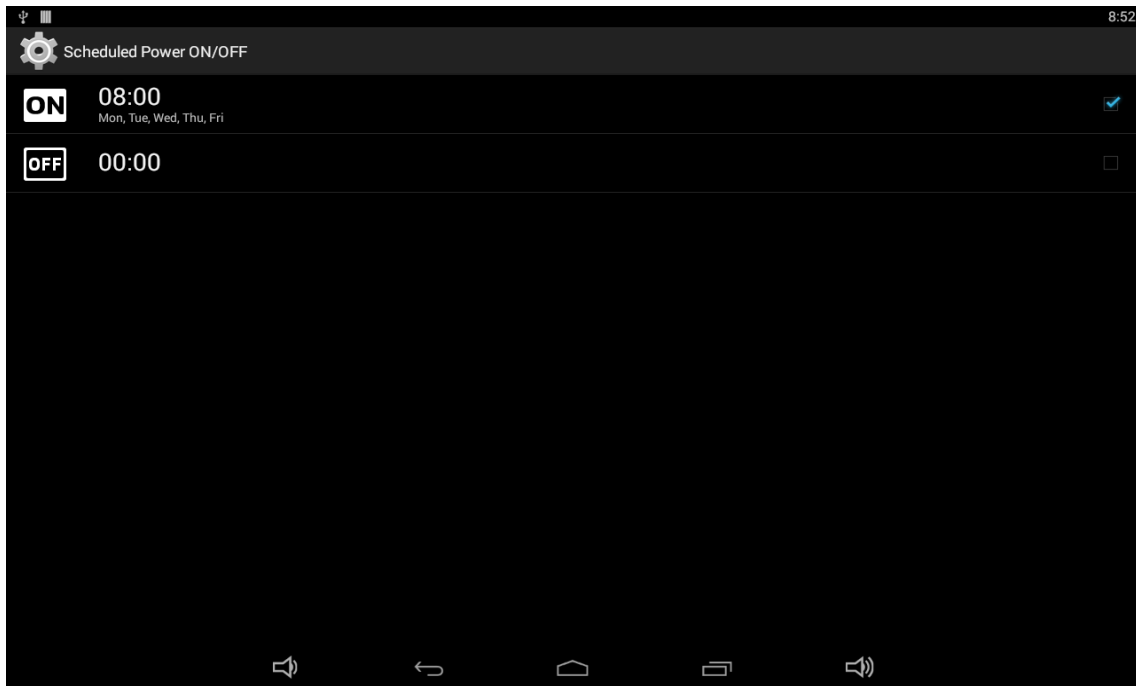 8:52
Scheduled Power ON/OFF
ON
08:00
Mon, Tue, Wed, Thu, Fri
OFF
00:00